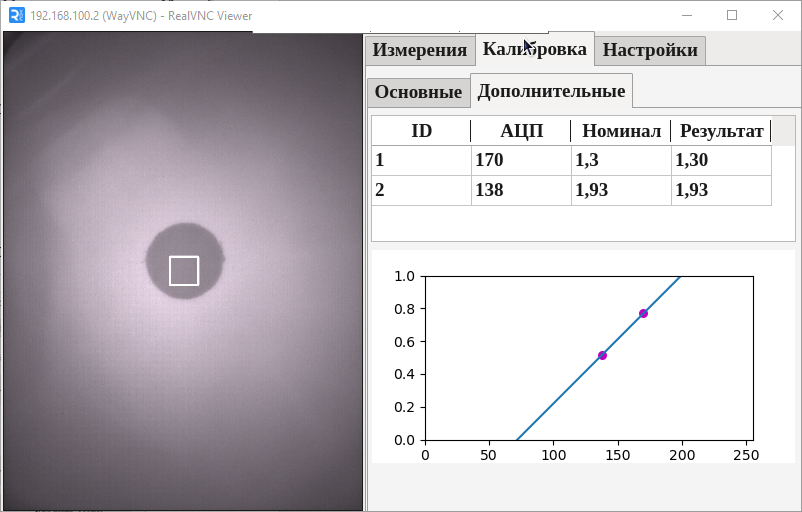 192.168.100.2 (WayVNC) - RealVNC Viewer
Измерения Калибровка Настройки
Основные Дополнительные
ID АЦП Номинал Результат
1 170 1,3 1,30
2 138 1,93 1,93
1.0
0.8
0.6
0.4
0.2
0.0
0 50 100 150 200 250